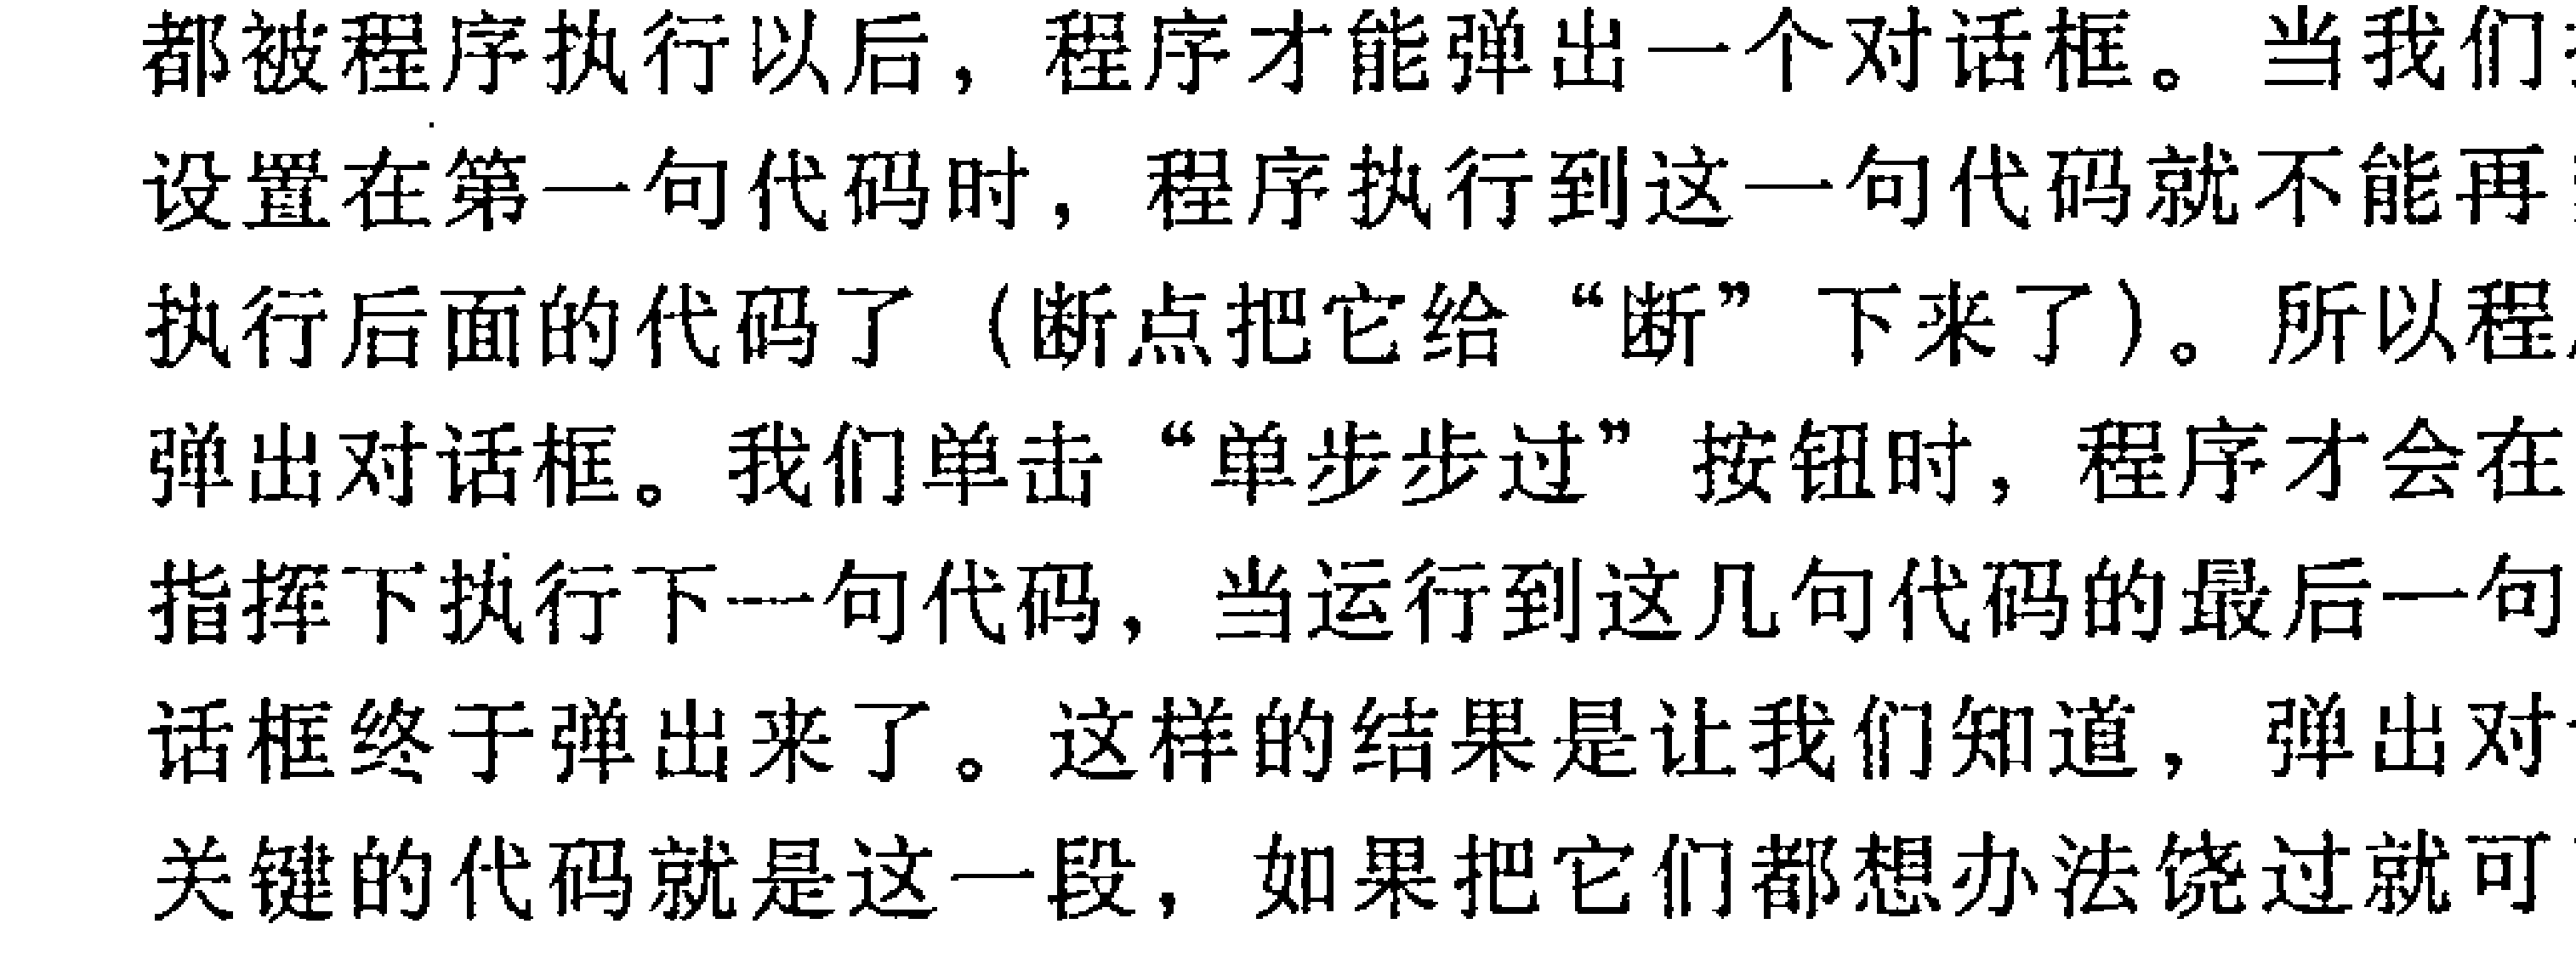 都被程序执行以后，程序才能弹出一个对话框。当我们
设置在第一句代码时，程序执行到这一句代码就不能再
执行后面的代码了（断点把它给“断”下来了）。所以程
弹出对话框。我们单击“单步步过”按钮时，程序才会在
指挥下执行下一句代码，当运行到这几句代码的最后一句
话框终于弹出来了。这样的结果是让我们知道，弹出对
关键的代码就是这一段，如果把它们都想办法饶过就可